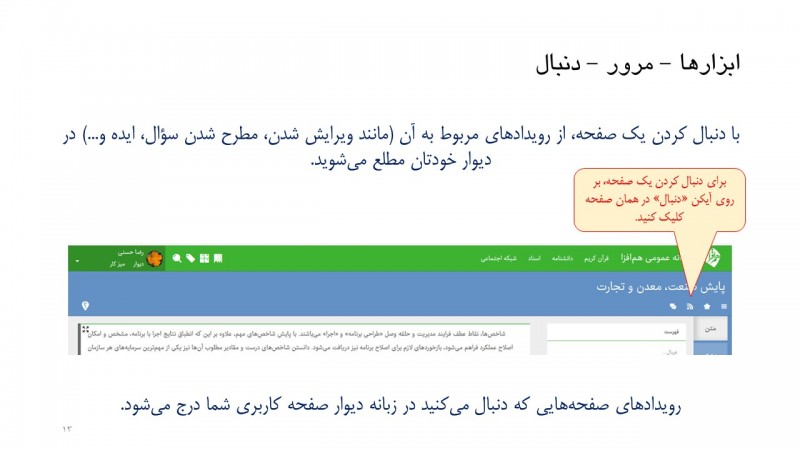 ابزارها – مرور – دنبال
با دنبال کردن یک صفحه، از رویدادهای مربوط به آن (مانند ویرایش شدن، مطرح شدن سؤال، ایده و...) در
دیوار خودتان مطلع می‌شوید.
برای دنبال کردن یک صفحه، بر
روی آیکن «دنبال» در همان صفحه
کلیک کنید.
عمومی هم‌افزا قرآن کریم دانشنامه اسناد شبکه اجتماعی
رضا حسنی
دیوار میز کار
پایش صنعت، معدن و تجارت
متن
فهرست
شاخص‌ها، نقاط عطف فرایند مدیریت و حلقه وصل «طراحی برنامه» و «اجرا» می‌باشند. با پایش شاخص‌های مهم، علاوه بر این که انطباق نتایج اجرا با برنامه، مشخص و امکان
اصلاح عملکرد فراهم می‌شود، بازخوردهای لازم برای اصلاح برنامه نیز دریافت می‌شود. دانستن شاخص‌های درست و مقادیر مطلوب آن‌ها نیز یکی از مهم‌ترین سرمایه‌های هر سازمان
رویدادهای صفحه‌هایی که دنبال می‌کنید در زبانه دیوار صفحه کاربری شما درج می‌شود.
۱۳